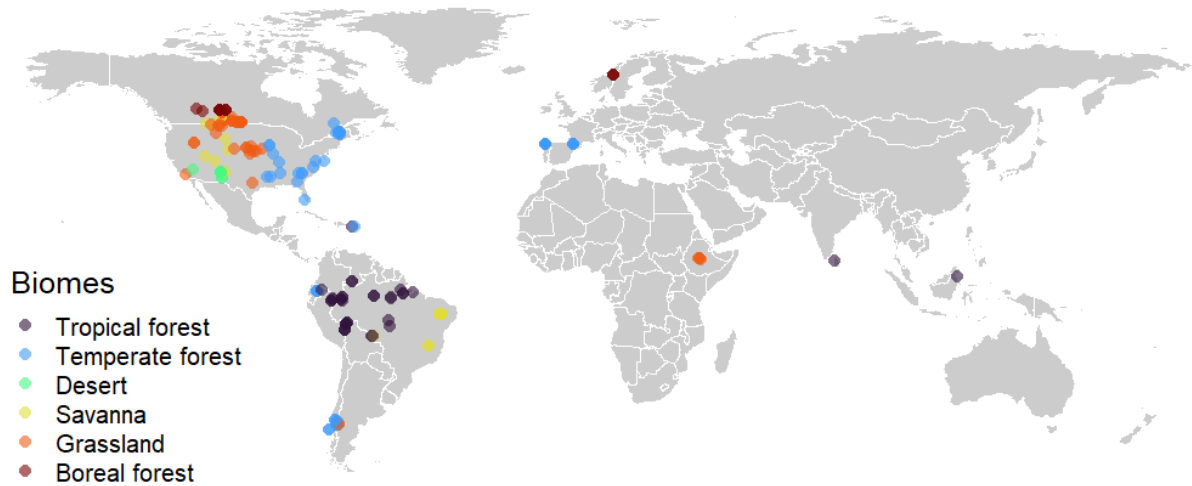 Biomes
Tropical forest
Temperate forest
Desert
Savanna
Grassland
Boreal forest